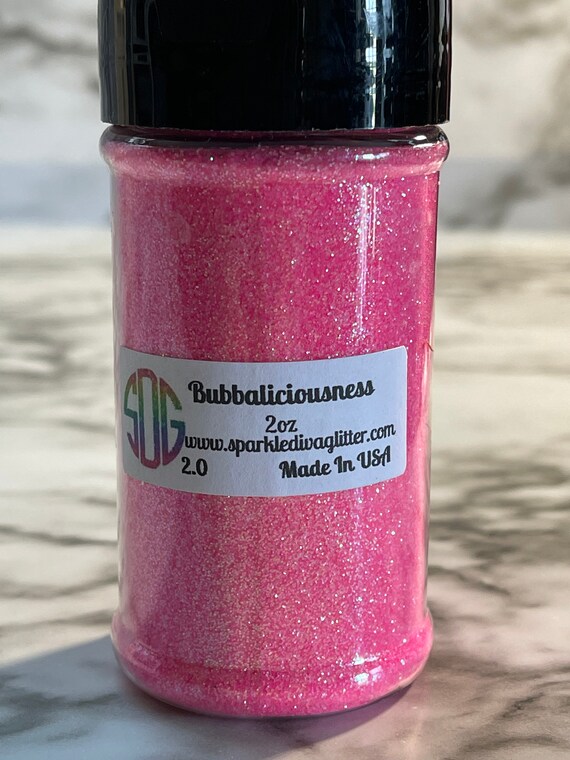 SDG
Bubbaliciousness
2oz
www.sparkledivaglitter.com
2.0 Made In USA